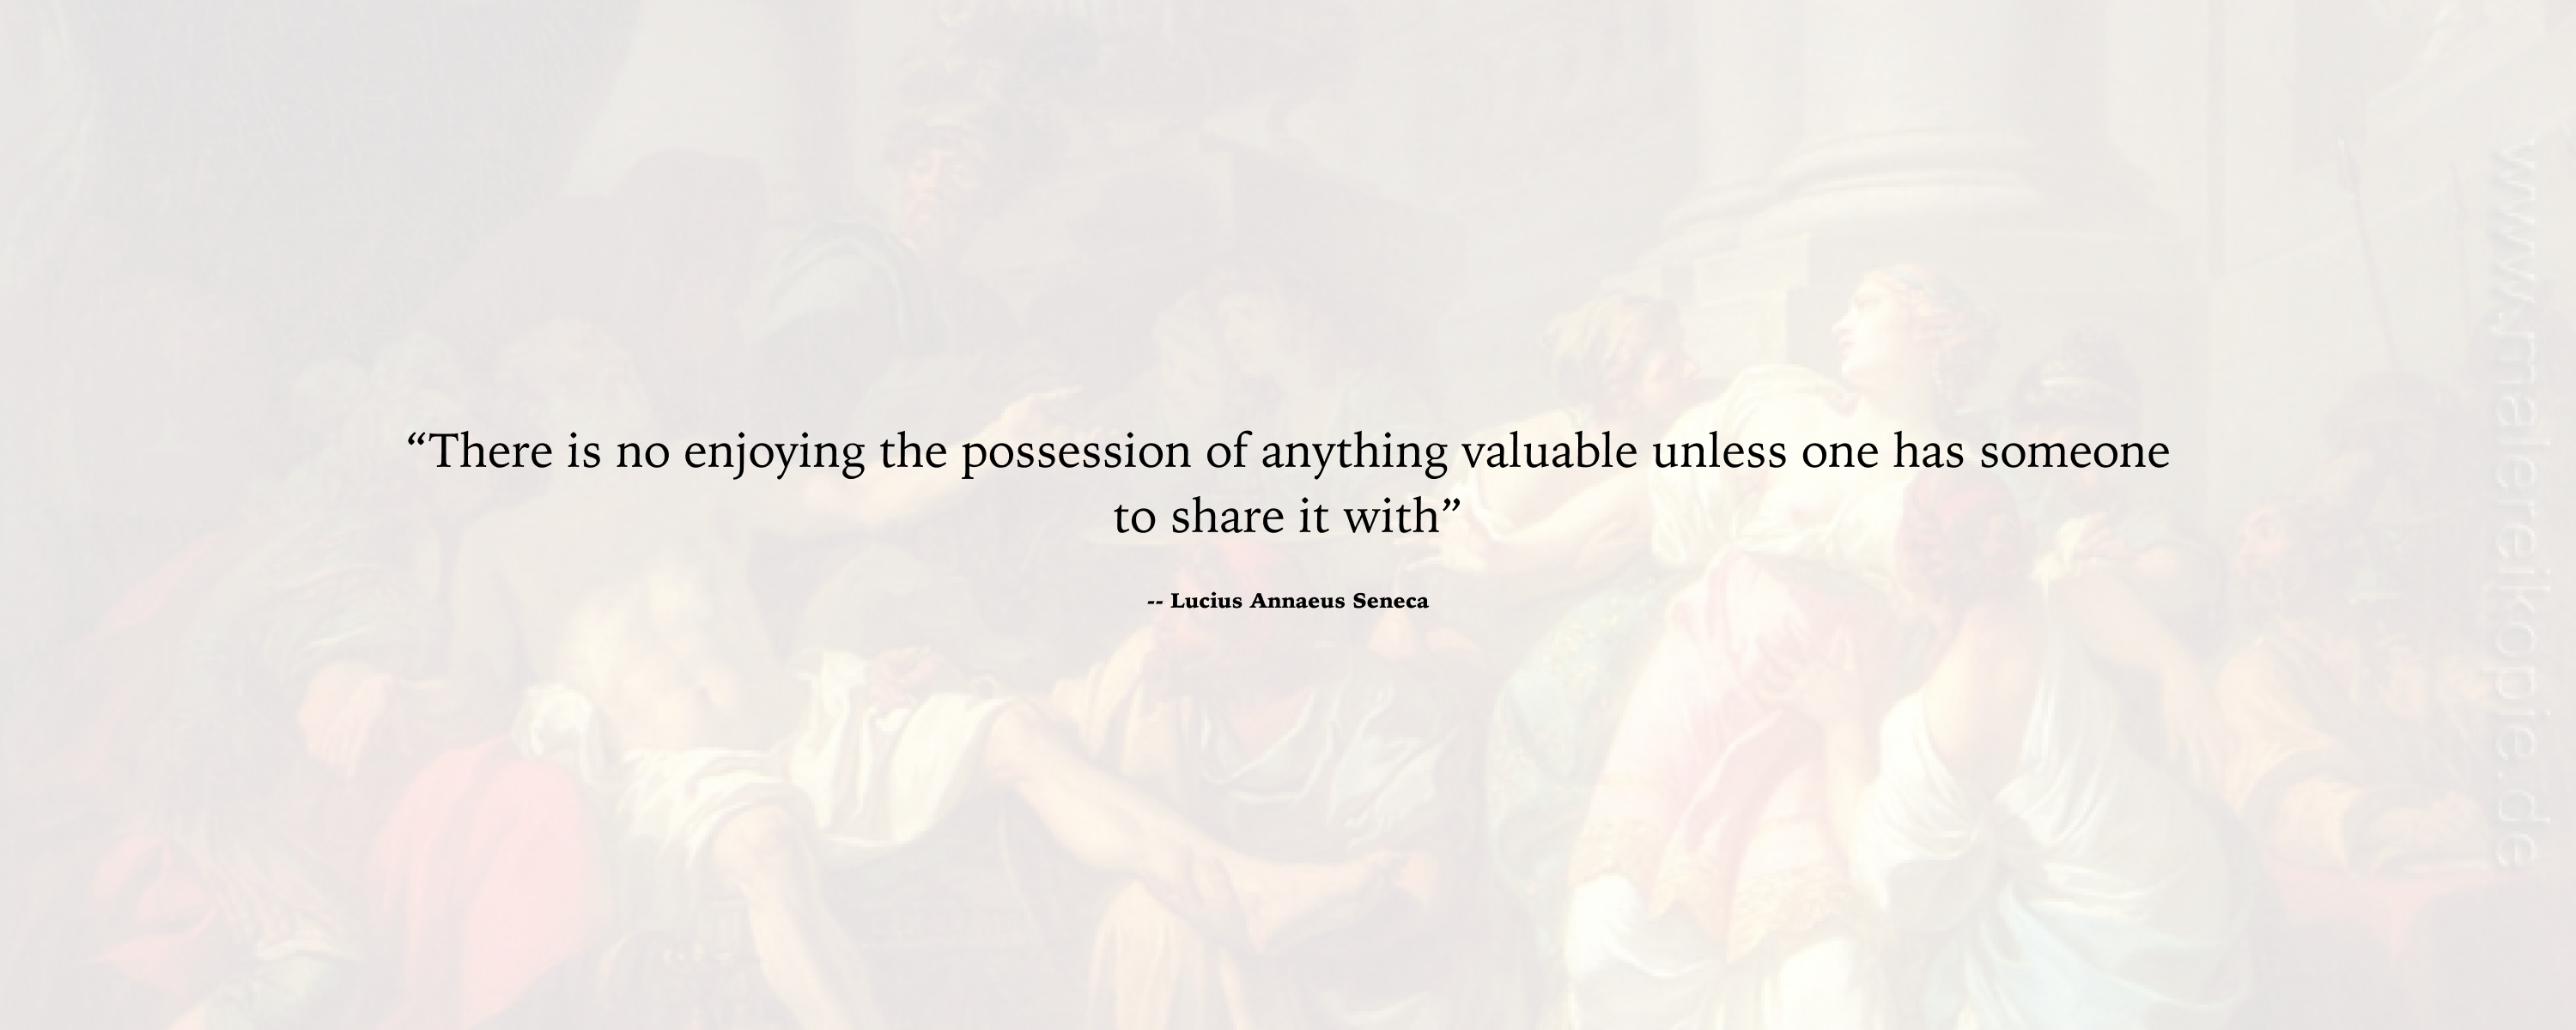 “There is no enjoying the possession of anything valuable unless one has someone
to share it with”
-- Lucius Annaeus Seneca
www.malereikopie.de